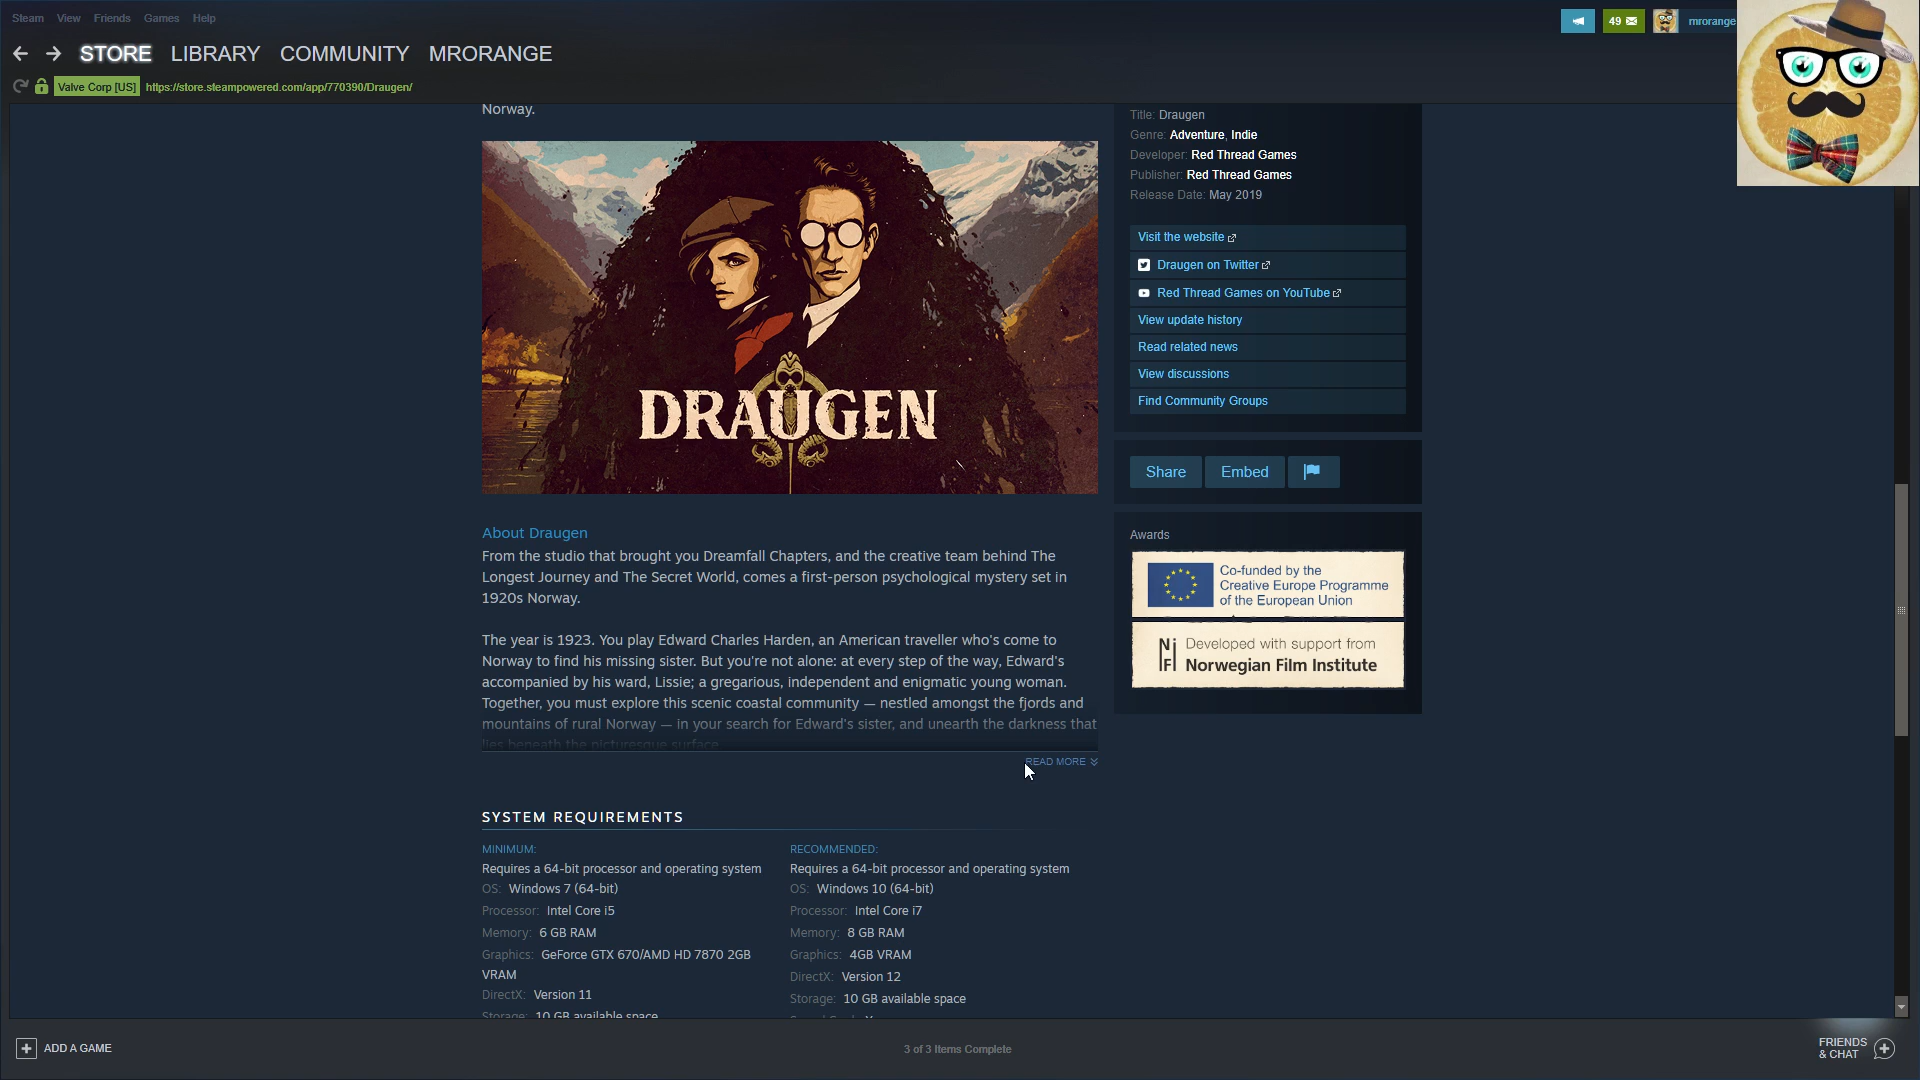 Steam View Friends Games Help
49
mrorange
STORE LIBRARY COMMUNITY MRORANGE
Valve Corp [US] https://store.steampowered.com/app/770390/Draugen/
Norway.
DRAUGEN
About Draugen
From the studio that brought you Dreamfall Chapters, and the creative team behind The
Longest Journey and The Secret World, comes a first-person psychological mystery set in
1920s Norway.
The year is 1923. You play Edward Charles Harden, an American traveller who's come to
Norway to find his missing sister. But you're not alone: at every step of the way, Edward's
accompanied by his ward, Lissie; a gregarious, independent and enigmatic young woman.
Together, you must explore this scenic coastal community — nestled amongst the fjords and
mountains of rural Norway — in your search for Edward's sister, and unearth the darkness that
lies beneath the picturesque surface.
READ MORE
SYSTEM REQUIREMENTS
MINIMUM:
Requires a 64-bit processor and operating system
OS: Windows 7 (64-bit)
Processor: Intel Core i5
Memory: 6 GB RAM
Graphics: GeForce GTX 670/AMD HD 7870 2GB
VRAM
DirectX: Version 11
Storage: 10 GB available space
RECOMMENDED:
Requires a 64-bit processor and operating system
OS: Windows 10 (64-bit)
Processor: Intel Core i7
Memory: 8 GB RAM
Graphics: 4GB VRAM
DirectX: Version 12
Storage: 10 GB available space
Title: Draugen
Genre: Adventure, Indie
Developer: Red Thread Games
Publisher: Red Thread Games
Release Date: May 2019
Visit the website
Draugen on Twitter
Red Thread Games on YouTube
View update history
Read related news
View discussions
Find Community Groups
Share Embed
Awards
Co-funded by the
Creative Europe Programme
of the European Union
Ni
FI
Developed with support from
Norwegian Film Institute
ADD A GAME
3 of 3 Items Complete
FRIENDS
& CHAT